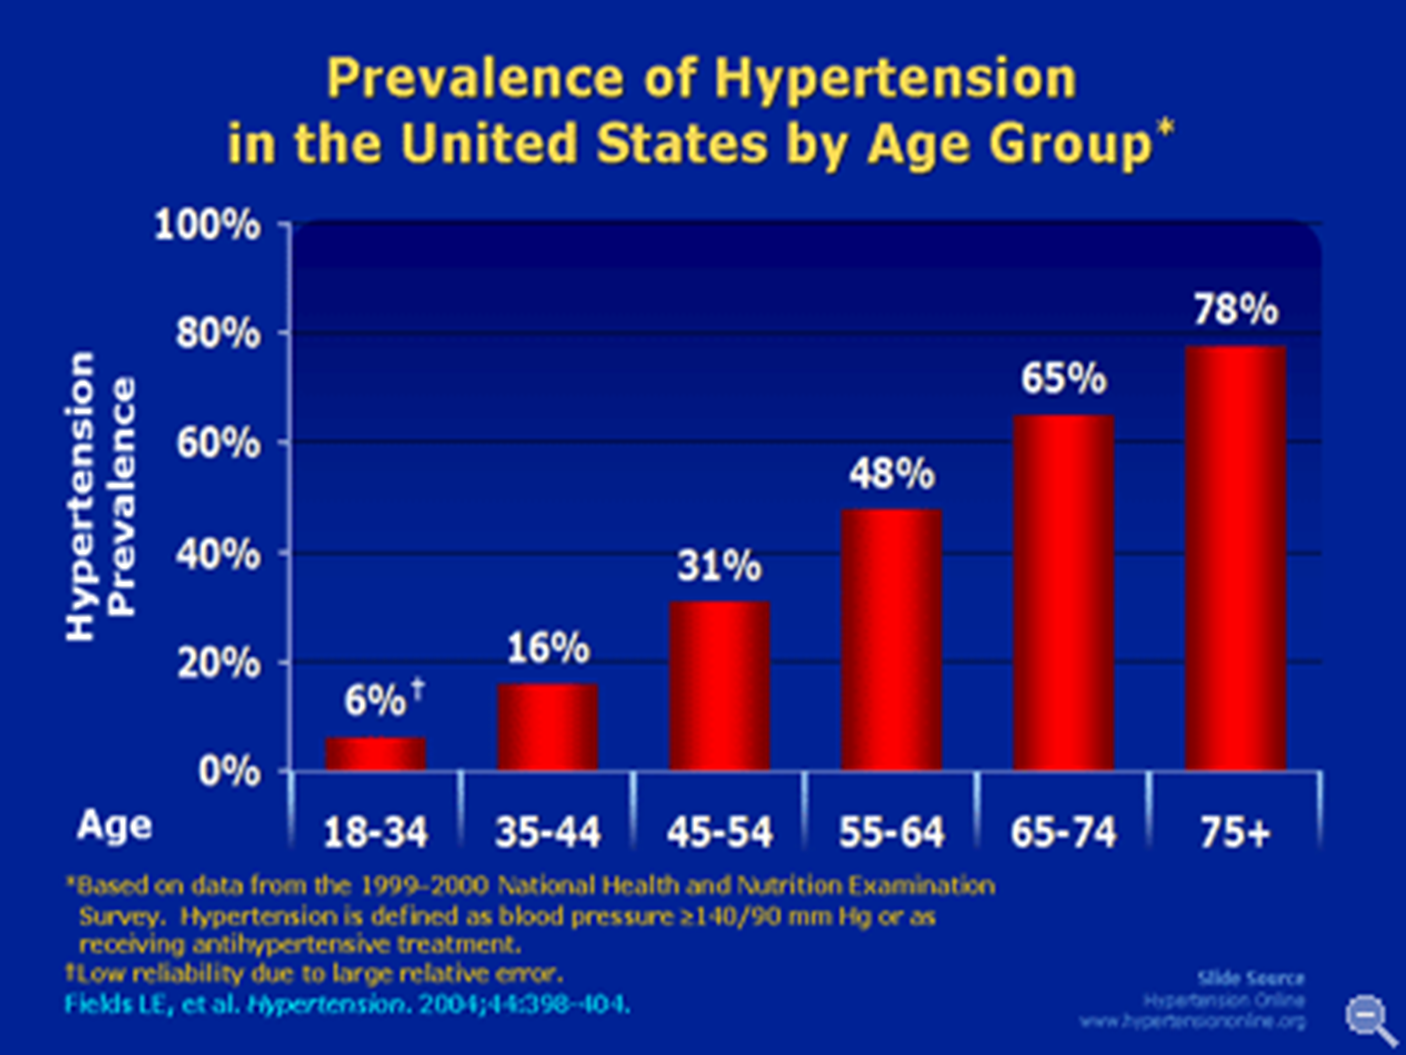 Prevalence of Hypertension
in the United States by Age Group*
100%
80%
60%
40%
20%
0%
Hypertension
Prevalence
6%†
16%
31%
48%
65%
78%
Age
18-34
35-44
45-54
55-64
65-74
75+
*Based on data from the 1999–2000 National Health and Nutrition Examination
Survey. Hypertension is defined as blood pressure ≥140/90 mm Hg or as
receiving antihypertensive treatment.
†Low reliability due to large relative error.
Fields LE, et al. Hypertension. 2004;44:398-404.
Slide Source
Hypertension Online
www.hypertensiononline.org